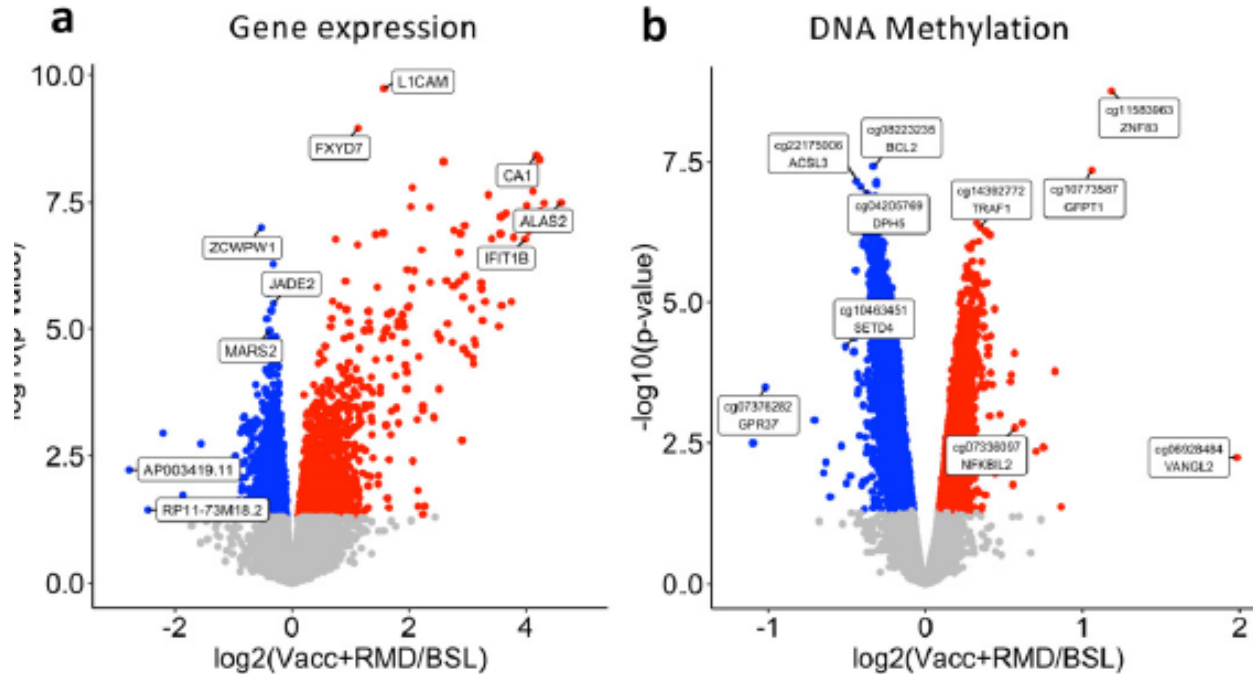 a
Gene expression
10.0
7.5
5.0
2.5
0.0
log10(p-value)
L1CAM
FXYD7
CA1
ALAS2
IFIT1B
ZCWPW1
JADE2
MARS2
AP003419.11
RP11-73M18.2
-2
0
2
4
log2(Vacc+RMD/BSL)
b
DNA Methylation
7.5
5.0
2.5
0.0
-log10(p-value)
cg11583963
ZNF83
cg08223235
BCL2
cg22175006
ACSL3
cg04205769
DPH5
cg14392772
TRAF1
cg10773587
GFPT1
cg10463451
SETD4
cg07376282
GPR37
cg07336097
NFKBIL2
cg06928484
VANGL2
-1
0
1
2
log2(Vacc+RMD/BSL)